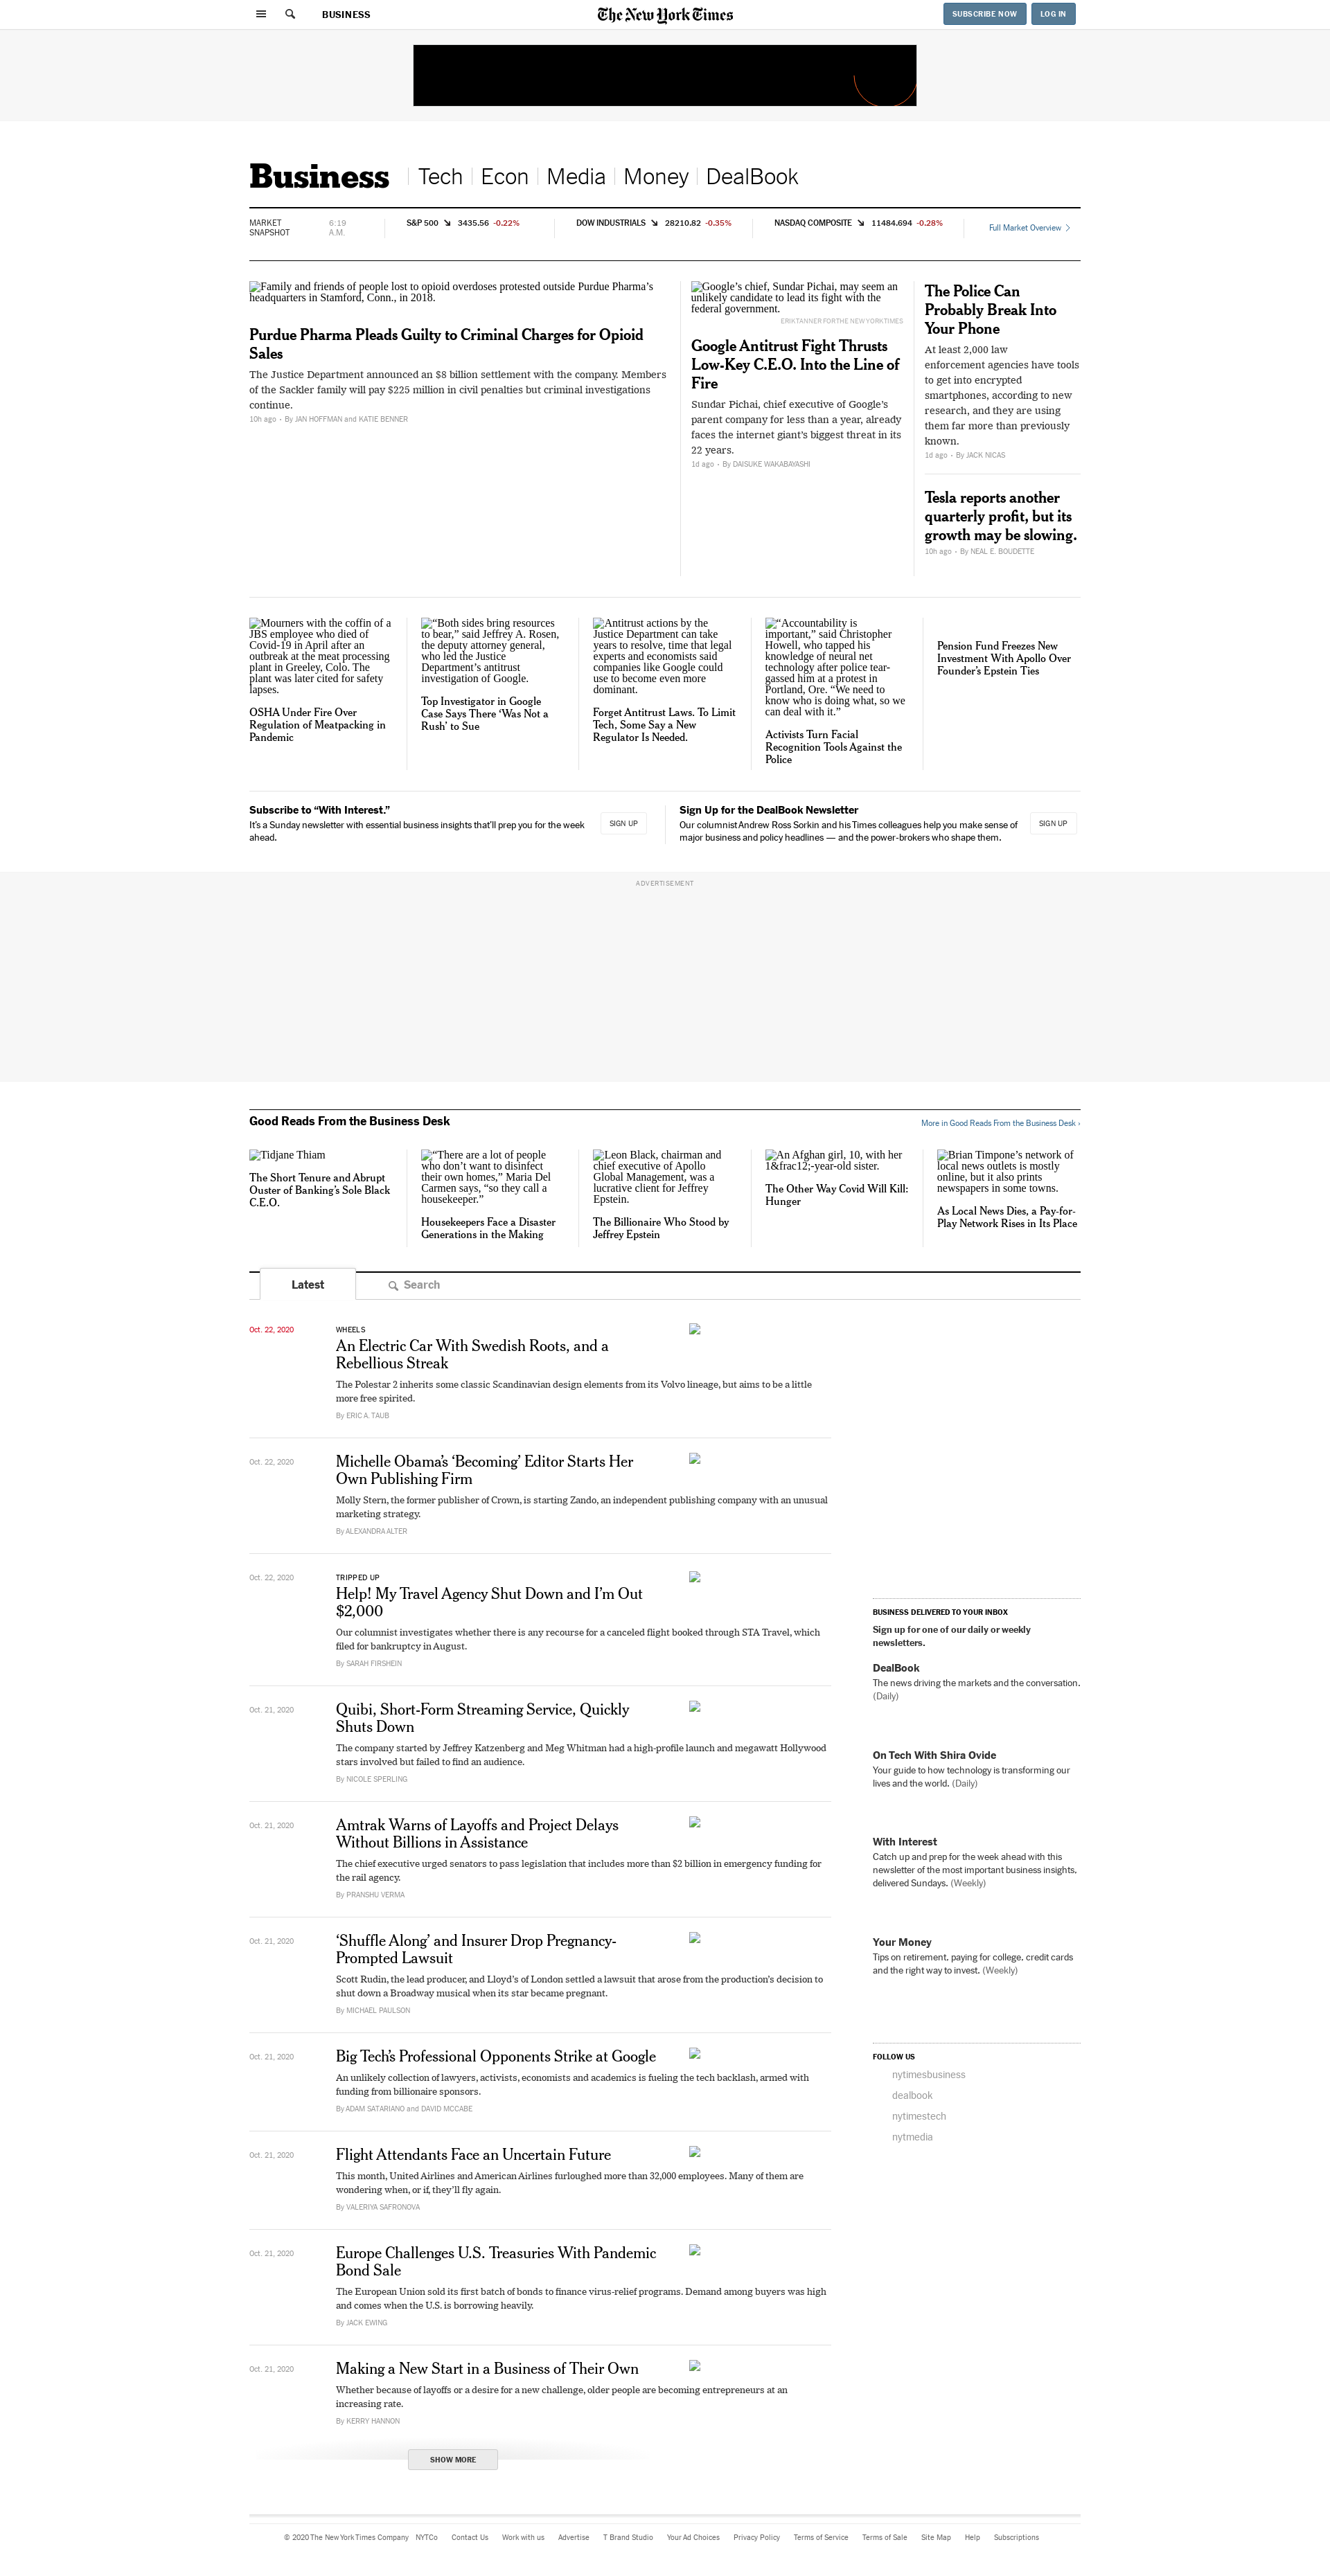 BUSINESS
The New York Times
SUBSCRIBE NOW
LOG IN
Business
Tech
Econ
Media
Money
DealBook
MARKET
SNAPSHOT
6:19
A.M.
S&P 500 ↘ 3435.56 -0.22%
DOW INDUSTRIALS ↘ 28210.82 -0.35%
NASDAQ COMPOSITE ↘ 11484.694 -0.28%
Full Market Overview
Family and friends of people lost to opioid overdoses protested outside Purdue Pharma’s
headquarters in Stamford, Conn., in 2018.
Purdue Pharma Pleads Guilty to Criminal Charges for Opioid
Sales
The Justice Department announced an $8 billion settlement with the company. Members
of the Sackler family will pay $225 million in civil penalties but criminal investigations
continue.
10h ago • By JAN HOFFMAN and KATIE BENNER
Google’s chief, Sundar Pichai, may seem an
unlikely candidate to lead its fight with the
federal government.
ERIK TANNER FOR THE NEW YORK TIMES
Google Antitrust Fight Thrusts
Low-Key C.E.O. Into the Line of
Fire
Sundar Pichai, chief executive of Google’s
parent company for less than a year, already
faces the internet giant’s biggest threat in its
22 years.
1d ago • By DAISUKE WAKABAYASHI
The Police Can
Probably Break Into
Your Phone
At least 2,000 law
enforcement agencies have tools
to get into encrypted
smartphones, according to new
research, and they are using
them far more than previously
known.
1d ago • By JACK NICAS
Tesla reports another
quarterly profit, but its
growth may be slowing.
10h ago • By NEAL E. BOUDETTE
Mourners with the coffin of a
JBS employee who died of
Covid-19 in April after an
outbreak at the meat processing
plant in Greeley, Colo. The
plant was later cited for safety
lapses.
OSHA Under Fire Over
Regulation of Meatpacking in
Pandemic
“Both sides bring resources
to bear,” said Jeffrey A. Rosen,
the deputy attorney general,
who led the Justice
Department’s antitrust
investigation of Google.
Top Investigator in Google
Case Says There ‘Was Not a
Rush’ to Sue
Antitrust actions by the
Justice Department can take
years to resolve, time that legal
experts and economists said
companies like Google could
use to become even more
dominant.
Forget Antitrust Laws. To Limit
Tech, Some Say a New
Regulator Is Needed.
“Accountability is
important,” said Christopher
Howell, who tapped his
knowledge of neural net
technology after police tear-
gassed him at a protest in
Portland, Ore. “We need to
know who is doing what, so we
can deal with it.”
Activists Turn Facial
Recognition Tools Against the
Police
Pension Fund Freezes New
Investment With Apollo Over
Founder’s Epstein Ties
Subscribe to “With Interest.”
It’s a Sunday newsletter with essential business insights that’ll prep you for the week
ahead.
SIGN UP
Sign Up for the DealBook Newsletter
Our columnist Andrew Ross Sorkin and his Times colleagues help you make sense of
major business and policy headlines — and the power-brokers who shape them.
SIGN UP
ADVERTISEMENT
Good Reads From the Business Desk
More in Good Reads From the Business Desk ›
Tidjane Thiam
The Short Tenure and Abrupt
Ouster of Banking’s Sole Black
C.E.O.
“There are a lot of people
who don’t want to disinfect
their own homes,” Maria Del
Carmen says, “so they call a
housekeeper.”
Housekeepers Face a Disaster
Generations in the Making
Leon Black, chairman and
chief executive of Apollo
Global Management, was a
lucrative client for Jeffrey
Epstein.
The Billionaire Who Stood by
Jeffrey Epstein
An Afghan girl, 10, with her
1&frac12;-year-old sister.
The Other Way Covid Will Kill:
Hunger
Brian Timpone’s network of
local news outlets is mostly
online, but it also prints
newspapers in some towns.
As Local News Dies, a Pay-for-
Play Network Rises in Its Place
Latest
Search
Oct. 22, 2020
WHEELS
An Electric Car With Swedish Roots, and a
Rebellious Streak
The Polestar 2 inherits some classic Scandinavian design elements from its Volvo lineage, but aims to be a little
more free spirited.
By ERIC A. TAUB
Oct. 22, 2020
Michelle Obama’s ‘Becoming’ Editor Starts Her
Own Publishing Firm
Molly Stern, the former publisher of Crown, is starting Zando, an independent publishing company with an unusual
marketing strategy.
By ALEXANDRA ALTER
Oct. 22, 2020
TRIPPED UP
Help! My Travel Agency Shut Down and I’m Out
$2,000
Our columnist investigates whether there is any recourse for a canceled flight booked through STA Travel, which
filed for bankruptcy in August.
By SARAH FIRSHEIN
Oct. 21, 2020
Quibi, Short-Form Streaming Service, Quickly
Shuts Down
The company started by Jeffrey Katzenberg and Meg Whitman had a high-profile launch and megawatt Hollywood
stars involved but failed to find an audience.
By NICOLE SPERLING
Oct. 21, 2020
Amtrak Warns of Layoffs and Project Delays
Without Billions in Assistance
The chief executive urged senators to pass legislation that includes more than $2 billion in emergency funding for
the rail agency.
By PRANSHU VERMA
Oct. 21, 2020
‘Shuffle Along’ and Insurer Drop Pregnancy-
Prompted Lawsuit
Scott Rudin, the lead producer, and Lloyd’s of London settled a lawsuit that arose from the production’s decision to
shut down a Broadway musical when its star became pregnant.
By MICHAEL PAULSON
Oct. 21, 2020
Big Tech’s Professional Opponents Strike at Google
An unlikely collection of lawyers, activists, economists and academics is fueling the tech backlash, armed with
funding from billionaire sponsors.
By ADAM SATARIANO and DAVID MCCABE
Oct. 21, 2020
Flight Attendants Face an Uncertain Future
This month, United Airlines and American Airlines furloughed more than 32,000 employees. Many of them are
wondering when, or if, they’ll fly again.
By VALERIYA SAFRONOVA
Oct. 21, 2020
Europe Challenges U.S. Treasuries With Pandemic
Bond Sale
The European Union sold its first batch of bonds to finance virus-relief programs. Demand among buyers was high
and comes when the U.S. is borrowing heavily.
By JACK EWING
Oct. 21, 2020
Making a New Start in a Business of Their Own
Whether because of layoffs or a desire for a new challenge, older people are becoming entrepreneurs at an
increasing rate.
By KERRY HANNON
SHOW MORE
BUSINESS DELIVERED TO YOUR INBOX
Sign up for one of our daily or weekly
newsletters.
DealBook
The news driving the markets and the conversation.
(Daily)
On Tech With Shira Ovide
Your guide to how technology is transforming our
lives and the world. (Daily)
With Interest
Catch up and prep for the week ahead with this
newsletter of the most important business insights,
delivered Sundays. (Weekly)
Your Money
Tips on retirement, paying for college, credit cards
and the right way to invest. (Weekly)
FOLLOW US
nytimesbusiness
dealbook
nytimestech
nytmedia
© 2020 The New York Times Company NYTCo Contact Us Work with us Advertise T Brand Studio Your Ad Choices Privacy Policy Terms of Service Terms of Sale Site Map Help Subscriptions